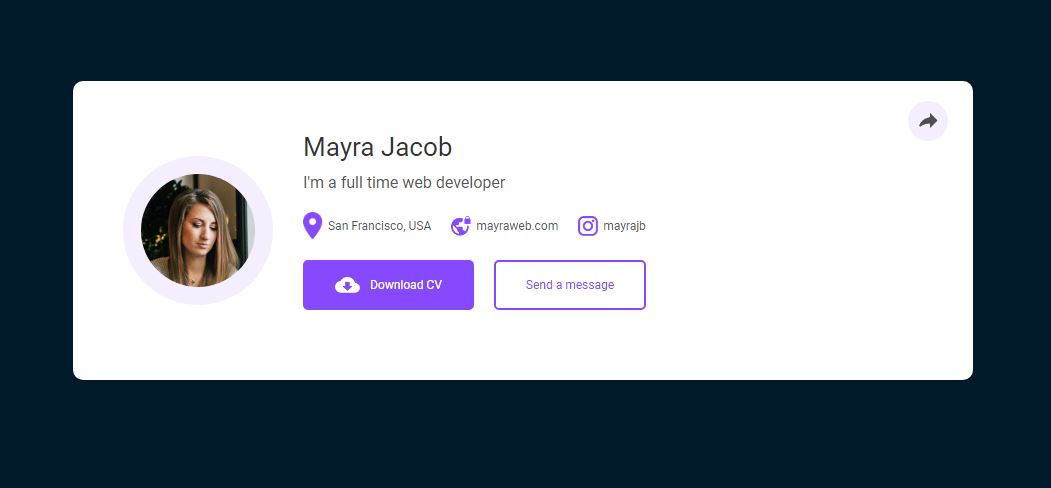 Mayra Jacob
I'm a full time web developer
San Francisco, USA mayraweb.com mayrajb
Download CV Send a message